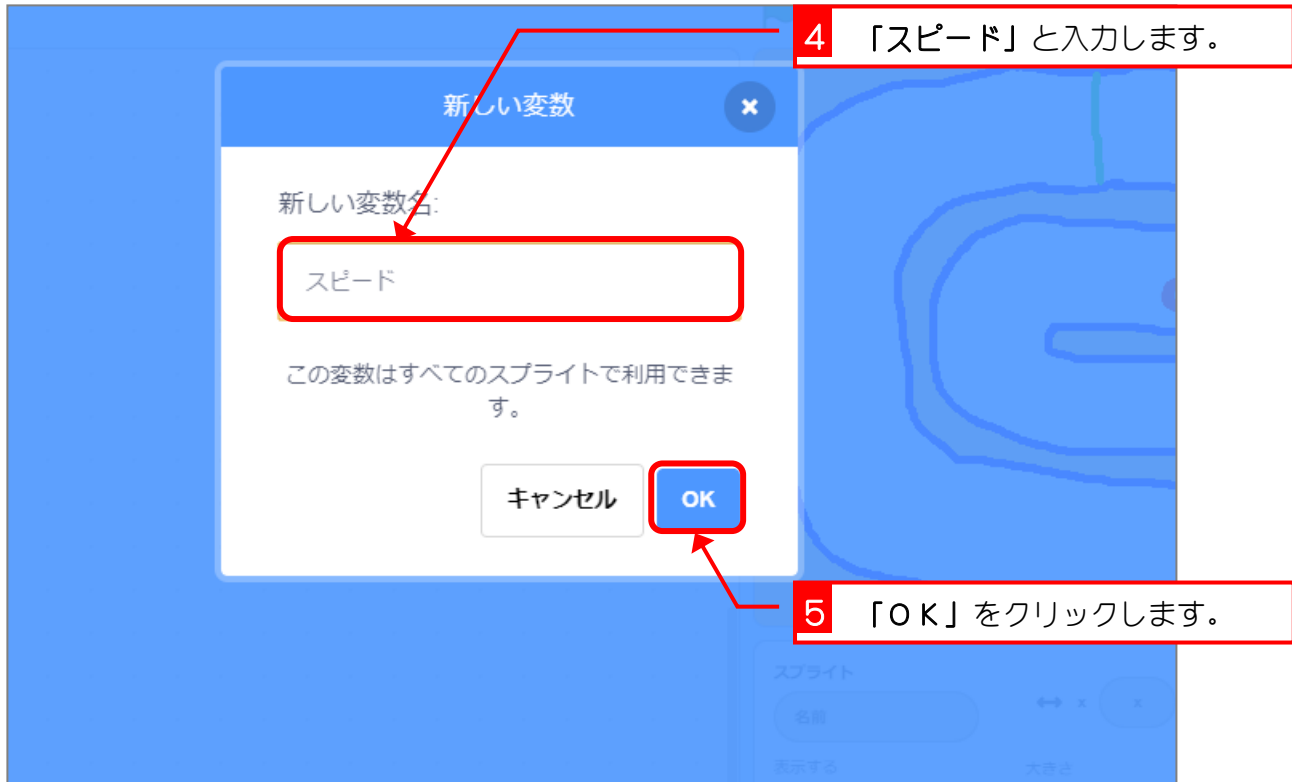 4 「スピード」と入力します。
新しい変数
新しい変数名:
スピード
この変数はすべてのスプライトで利用できま
す。
キャンセル OK
5 「ＯＫ」をクリックします。
スプライト
名前 x x
表示する 大きさ